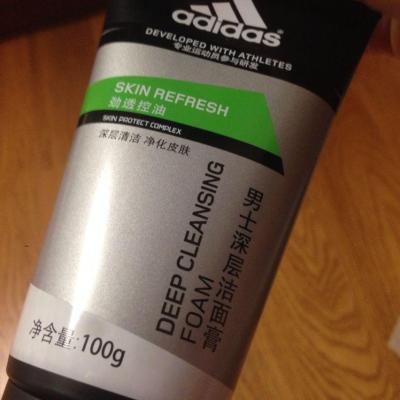 adidas
DEVELOPED WITH ATHLETES
专业运动员参与研发
SKIN REFRESH
劲透控油
SKIN PROTECT COMPLEX
深层清洁 净化皮肤
DEEP CLEANSING
FOAM
男士深层洁面膏
净含量:100g